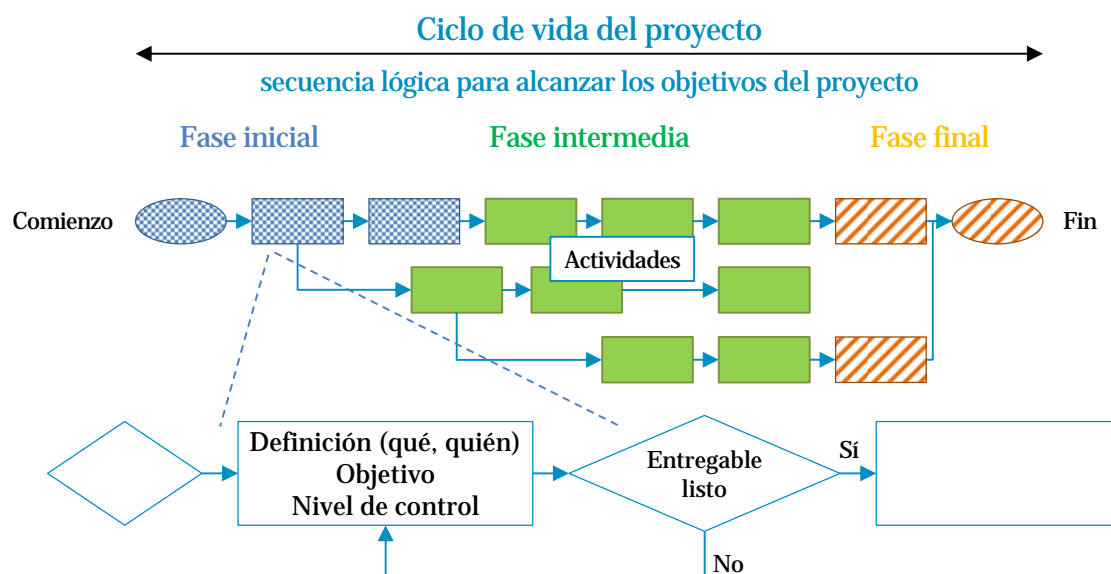 Ciclo de vida del proyecto
secuencia lógica para alcanzar los objetivos del proyecto
Fase inicial
Fase intermedia
Fase final
Comienzo
Fin
Actividades
Definición (qué, quién)
Objetivo
Nivel de control
Entregable
listo
Sí
No